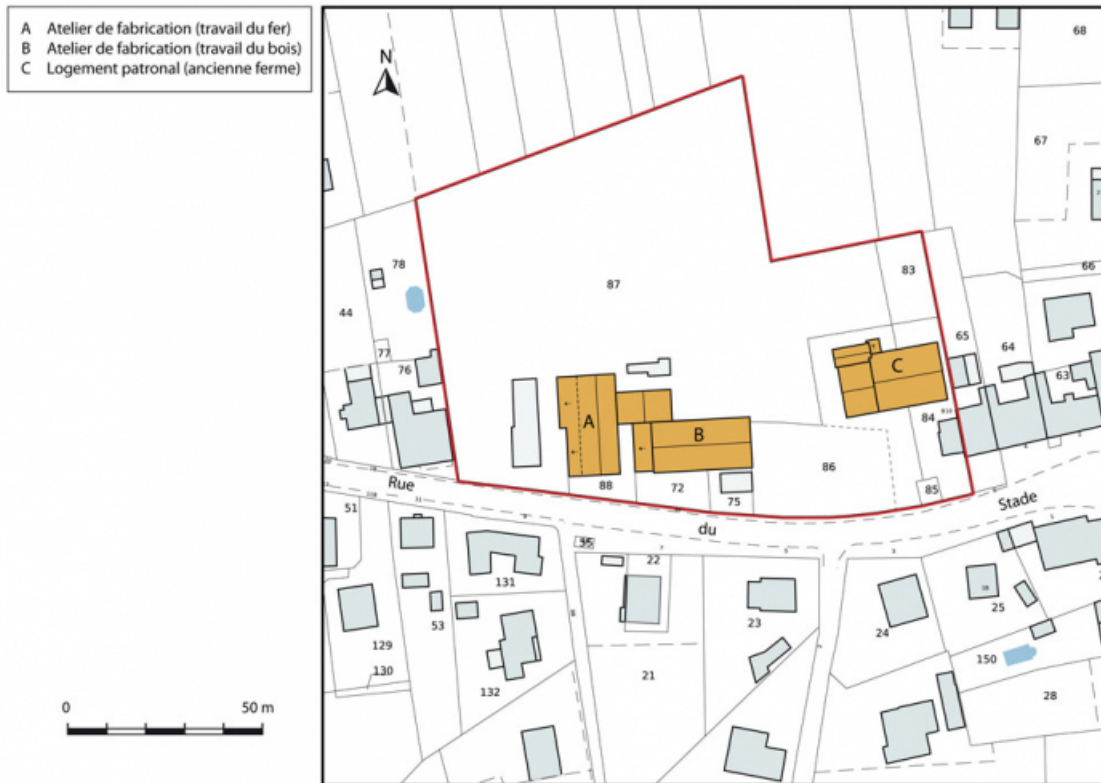 A Atelier de fabrication (travail du fer)
B Atelier de fabrication (travail du bois)
C Logement patronal (ancienne ferme)
N
68
67
66
78
87
83
44
77
76
65
64
63
A
B
C
84
86
88
72
75
85
Rue
du
Stade
51
55
22
131
53
129
130
132
21
23
24
25
150
28
0 50 m